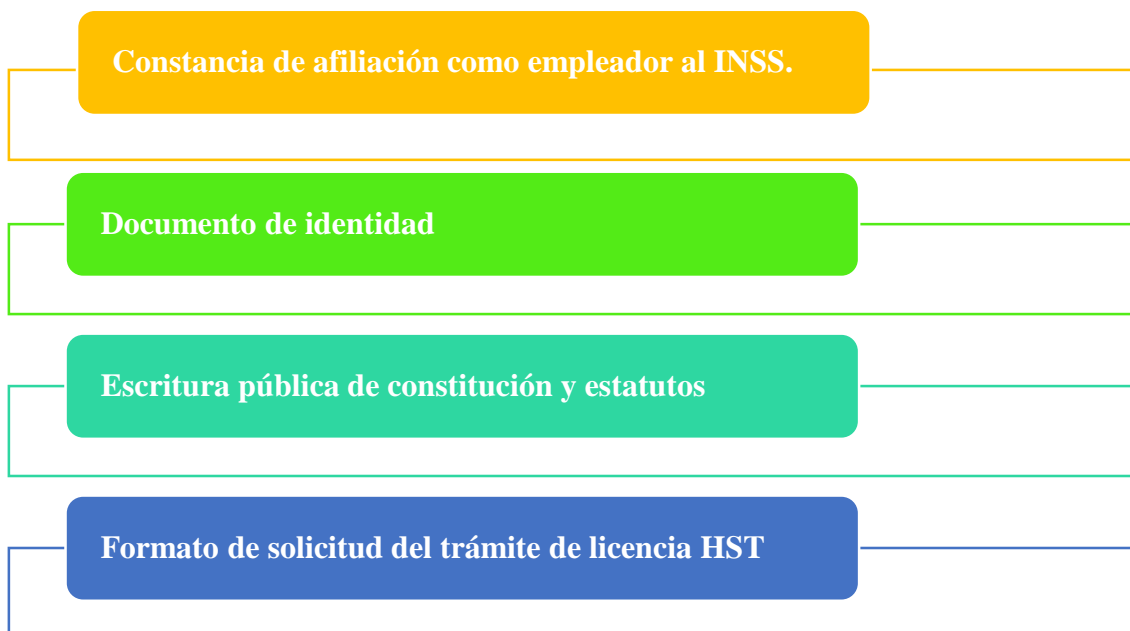 Constancia de afiliación como empleador al INSS.
Documento de identidad
Escritura pública de constitución y estatutos
Formato de solicitud del trámite de licencia HST